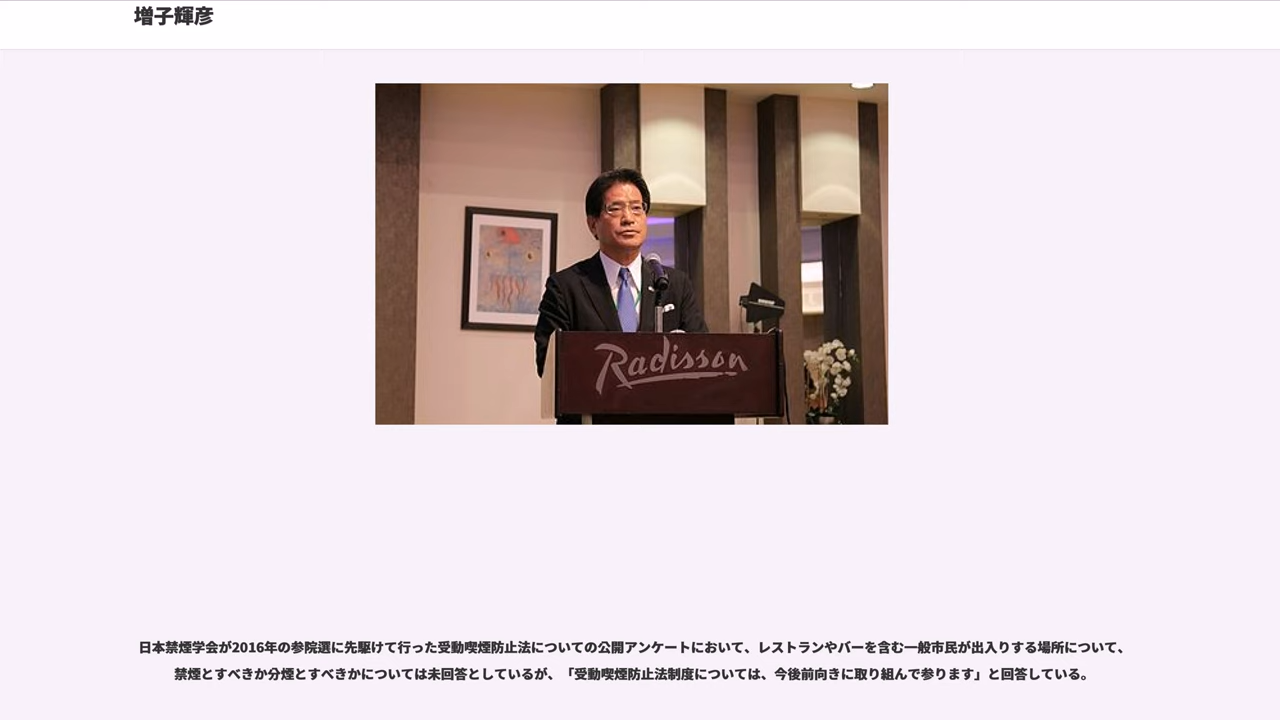 増子輝彦
Radisson
日本禁煙学会が2016年の参院選に先駆けて行った受動喫煙防止法についての公開アンケートにおいて、レストランやバーを含む一般市民が出入りする場所について、
禁煙とすべきか分煙とすべきかについては未回答としているが、「受動喫煙防止法制度については、今後前向きに取り組んで参ります」と回答している。